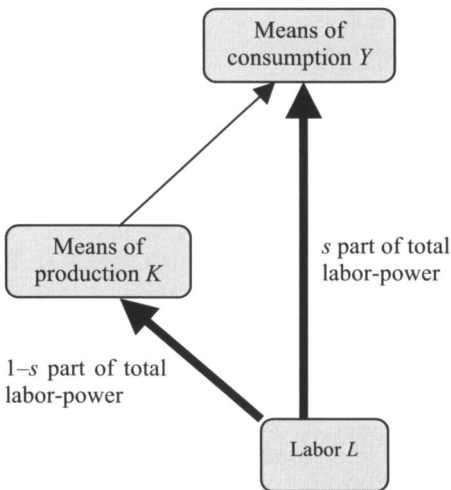 Means of
consumption Y
Means of
production K
s part of total
labor-power
1–s part of total
labor-power
Labor L